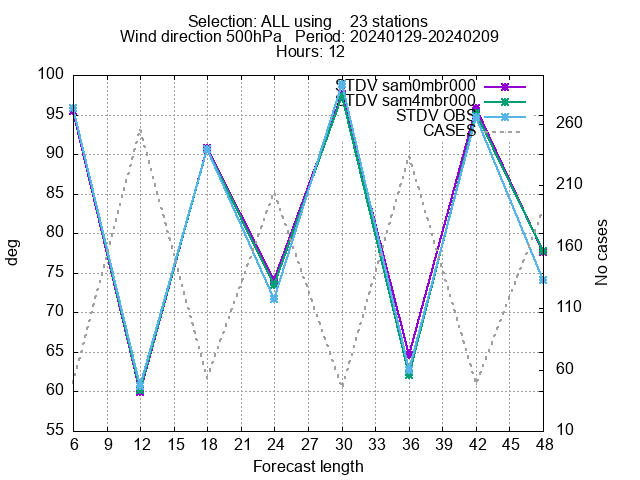 Selection: ALL using 23 stations
Wind direction 500hPa Period: 20240129-20240209
Hours: 12
STDV sam0mbr000
STDV sam4mbr000
STDV OBS
CASES
100
95
90
85
80
75
70
65
60
55
deg
260
210
160
110
60
10
No cases
6 9 12 15 18 21 24 27 30 33 36 39 42 45 48
Forecast length